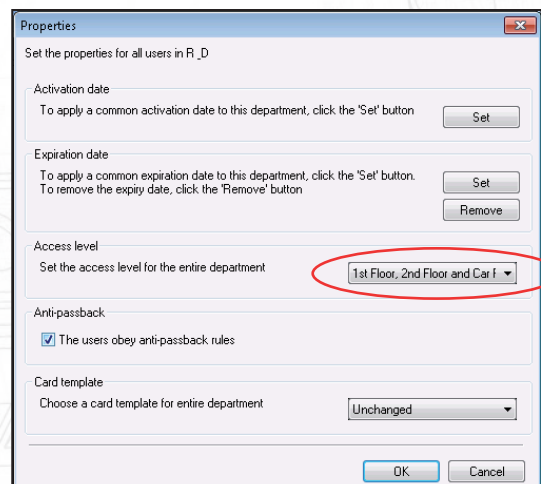 Properties
Set the properties for all users in R_D
Activation date
To apply a common activation date to this department, click the 'Set' button
Set
Expiration date
To apply a common expiration date to this department, click the 'Set' button.
To remove the expiry date, click the 'Remove' button
Set
Remove
Access level
Set the access level for the entire department
1st Floor, 2nd Floor and Car F
Anti-passback
The users obey anti-passback rules
Card template
Choose a card template for entire department
Unchanged
OK
Cancel